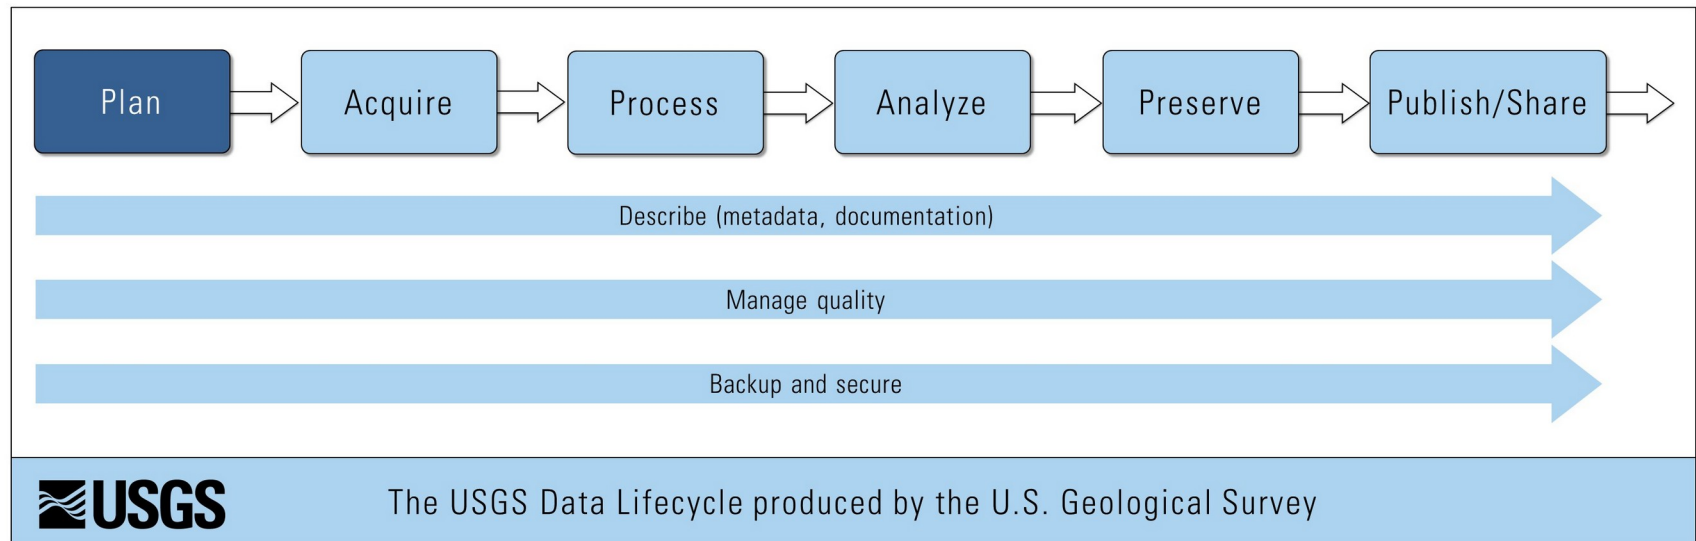 Plan
Acquire
Process
Analyze
Preserve
Publish/Share
Describe (metadata, documentation)
Manage quality
Backup and secure
USGS
The USGS Data Lifecycle produced by the U.S. Geological Survey